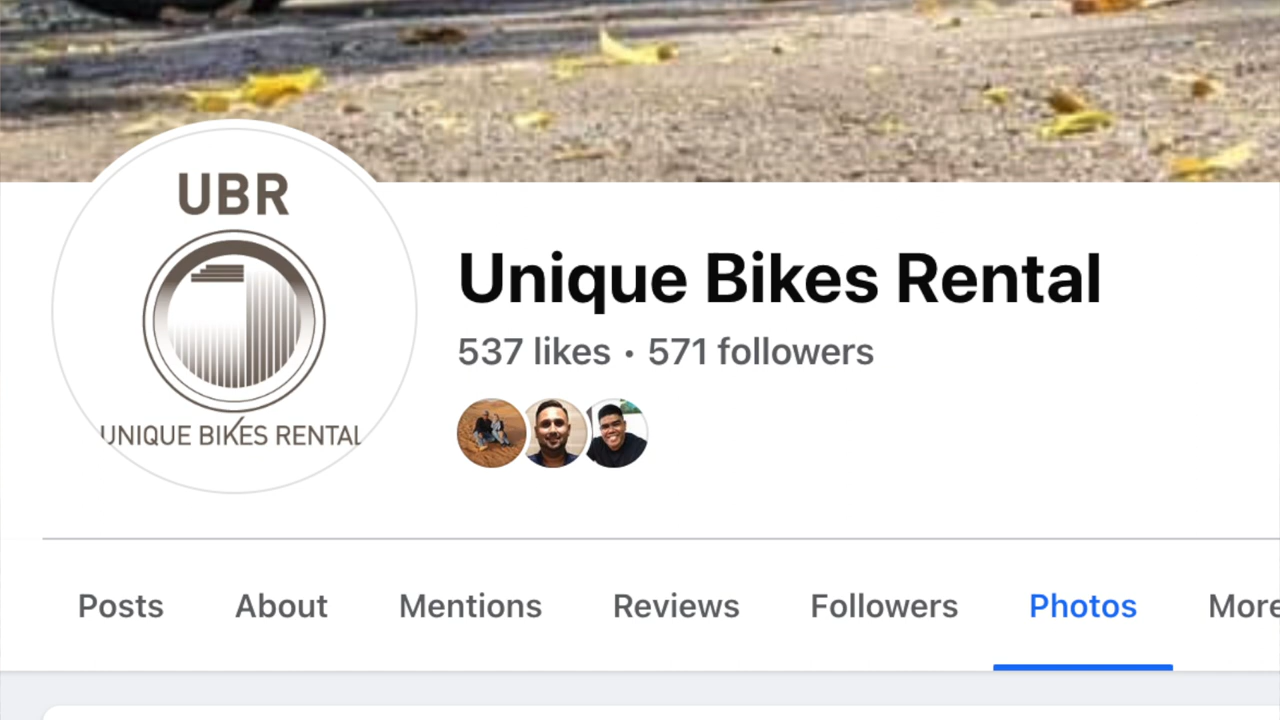 UBR
UNIQUE BIKES RENTAL
Unique Bikes Rental
537 likes · 571 followers
Posts About Mentions Reviews Followers Photos More